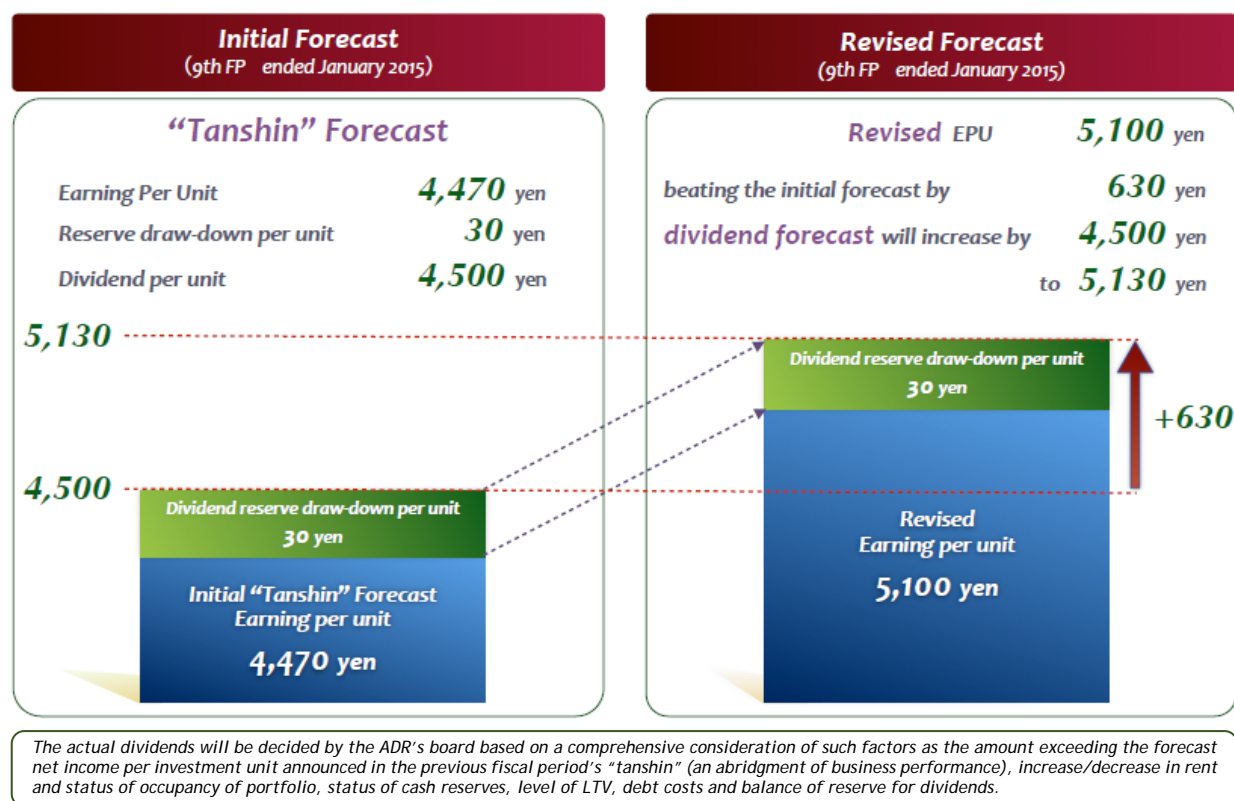 Initial Forecast
(9th FP ended January 2015)
“Tanshin” Forecast
Earning Per Unit 4,470 yen
Reserve draw-down per unit 30 yen
Dividend per unit 4,500 yen
5,130
4,500
Dividend reserve draw-down per unit
30 yen
Initial “Tanshin” Forecast
Earning per unit
4,470 yen
Revised Forecast
(9th FP ended January 2015)
Revised EPU 5,100 yen
beating the initial forecast by 630 yen
dividend forecast will increase by 4,500 yen
to 5,130 yen
Dividend reserve draw-down per unit
30 yen
+630
Revised
Earning per unit
5,100 yen
The actual dividends will be decided by the ADR's board based on a comprehensive consideration of such factors as the amount exceeding the forecast
net income per investment unit announced in the previous fiscal period's “tanshin” (an abridgment of business performance), increase/decrease in rent
and status of occupancy of portfolio, status of cash reserves, level of LTV, debt costs and balance of reserve for dividends.